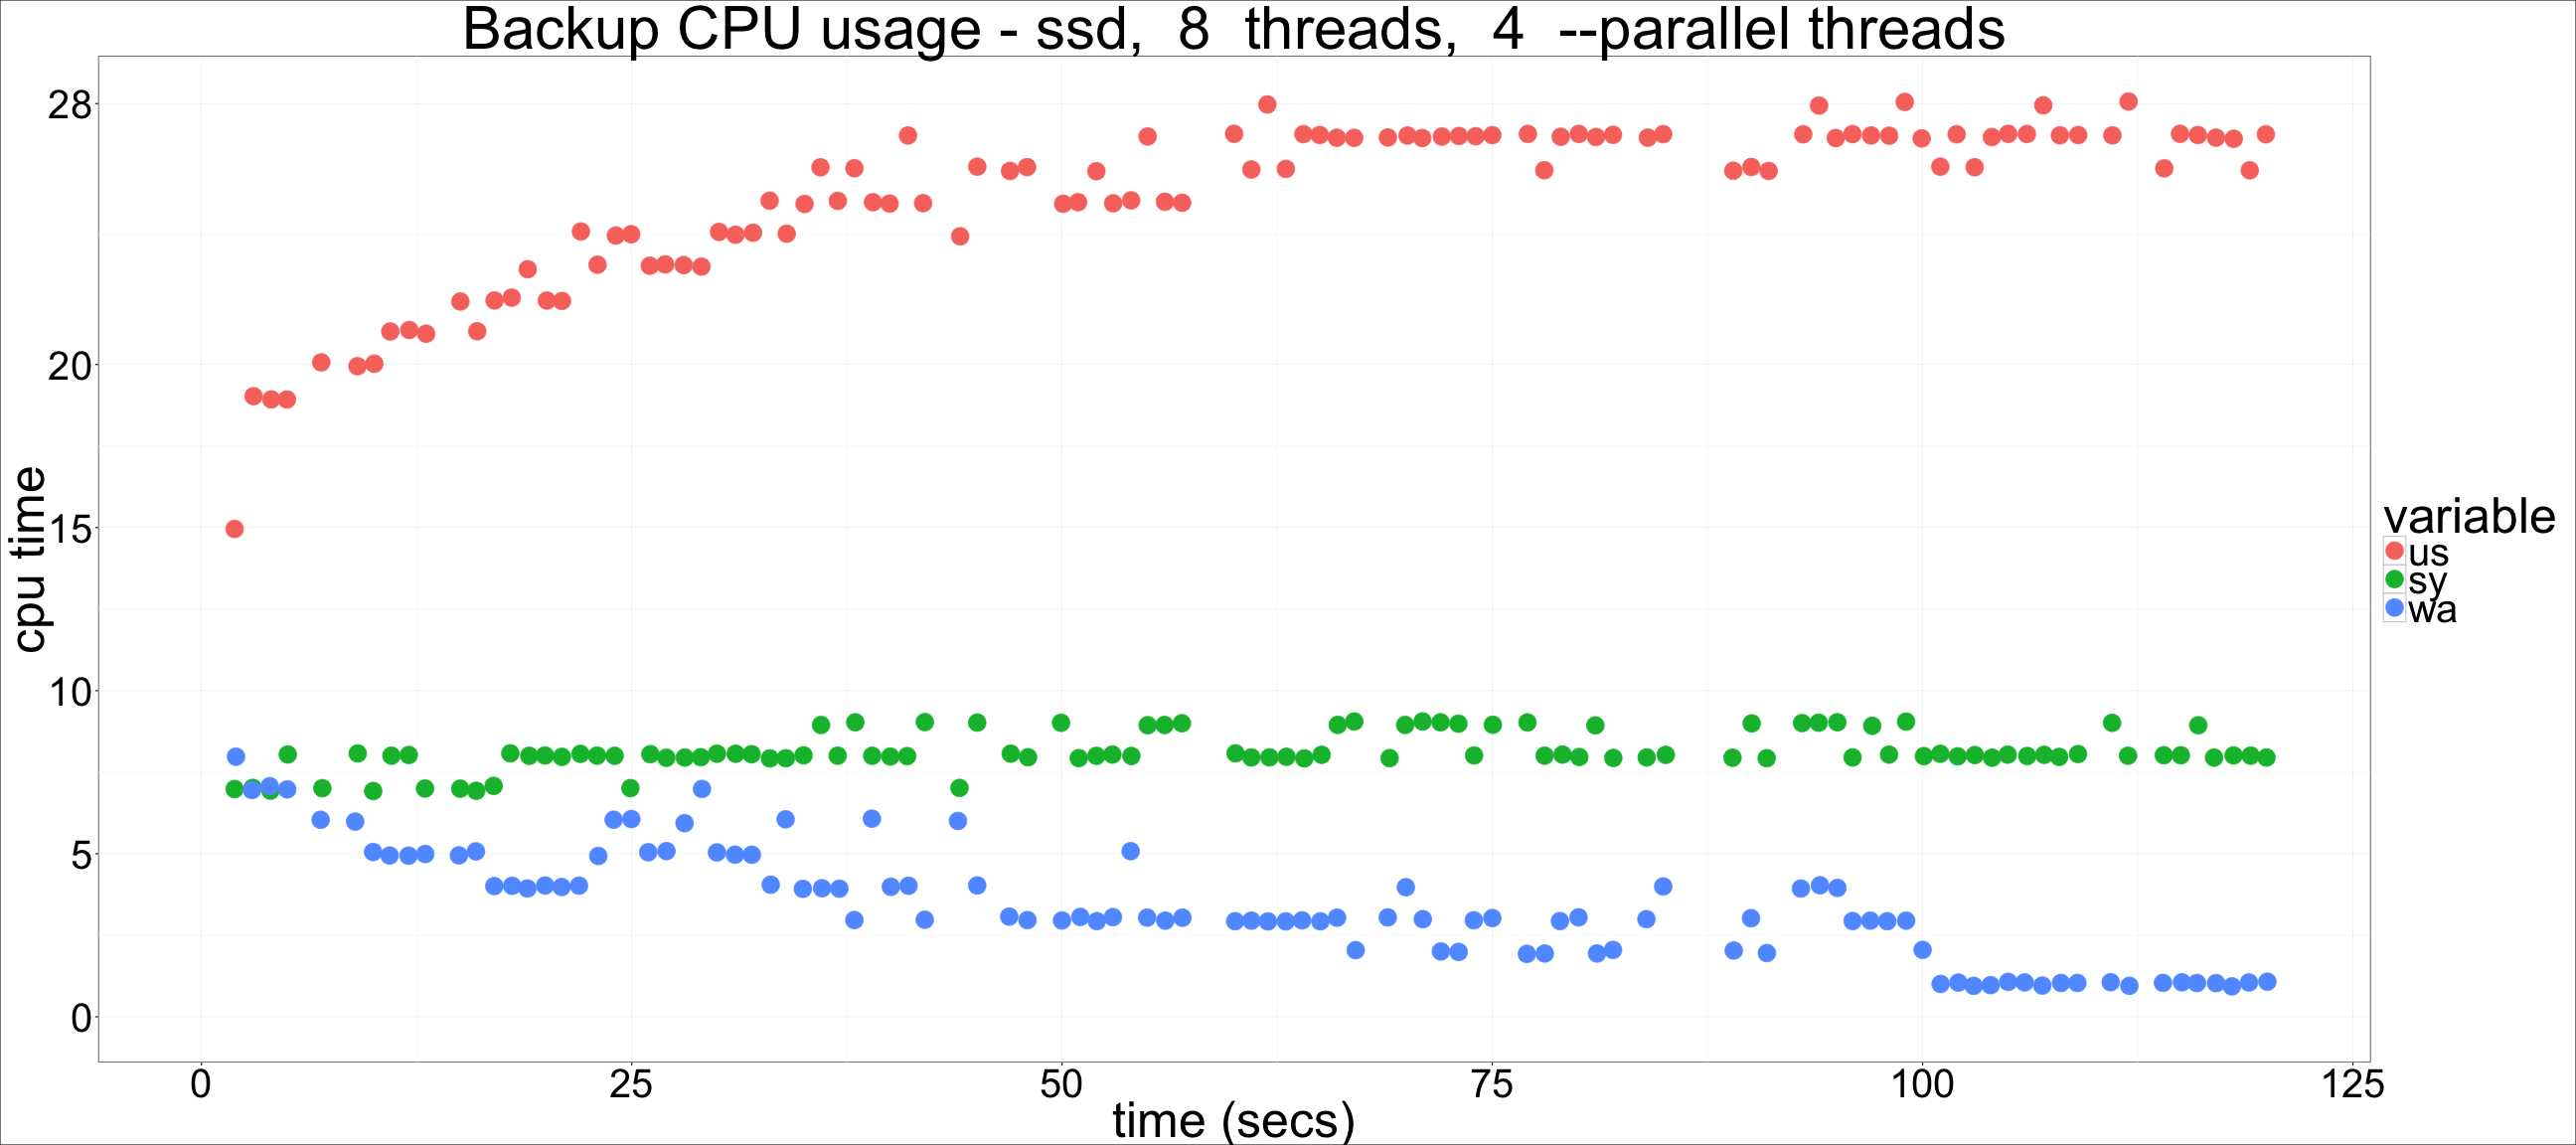 Backup CPU usage - ssd,  8  threads,  4  --parallel threads
28
20
15
10
5
0
cpu time
0 25 50 75 100 125
time (secs)
variable
us
sy
wa